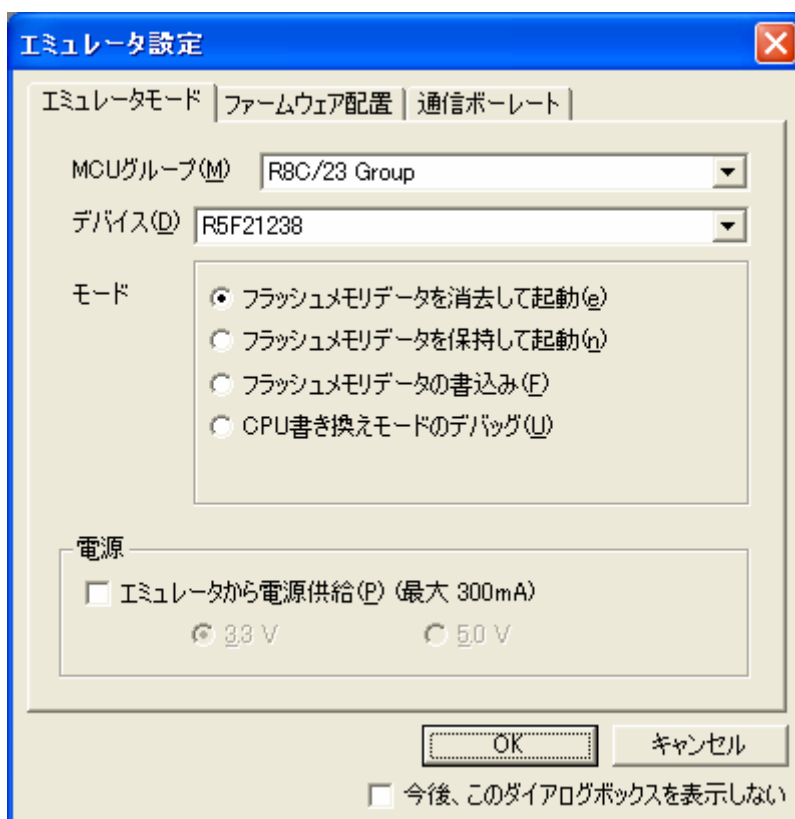 エミュレータ設定
エミュレータモード ファームウェア配置 通信ボーレート
MCUグループ(M) R8C/23 Group
デバイス(D) R5F21238
モード
フラッシュメモリデータを消去して起動(e)
フラッシュメモリデータを保持して起動(n)
フラッシュメモリデータの書込み(F)
CPU書き換えモードのデバッグ(U)
電源
エミュレータから電源供給(P) (最大 300mA)
3.3 V 5.0 V
OK キャンセル
今後、このダイアログボックスを表示しない